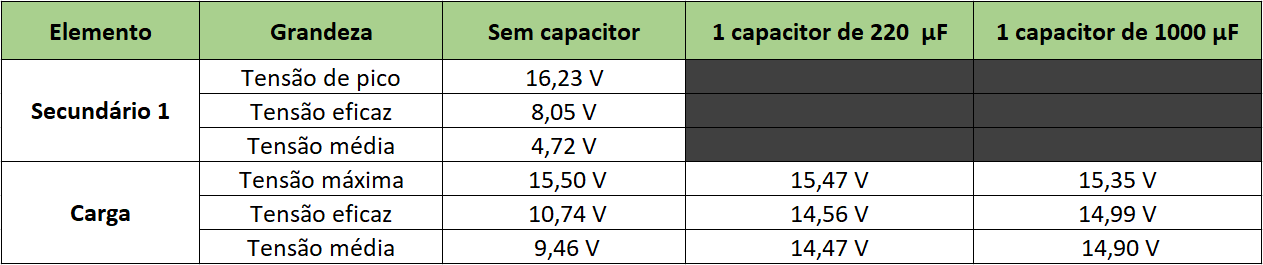 Elemento Grandeza Sem capacitor 1 capacitor de 220 µF 1 capacitor de 1000 µF
Secundário 1
Tensão de pico 16,23 V
Tensão eficaz 8,05 V
Tensão média 4,72 V
Carga
Tensão máxima 15,50 V 15,47 V 15,35 V
Tensão eficaz 10,74 V 14,56 V 14,99 V
Tensão média 9,46 V 14,47 V 14,90 V